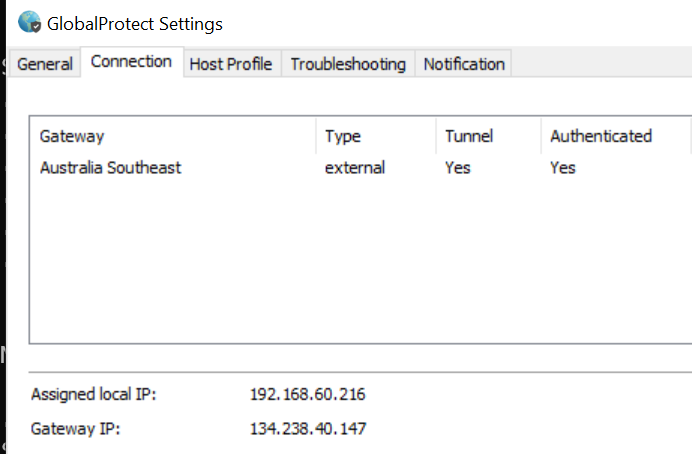 GlobalProtect Settings
General Connection Host Profile Troubleshooting Notification
Gateway Type Tunnel Authenticated
Australia Southeast external Yes Yes
Assigned local IP: 192.168.60.216
Gateway IP: 134.238.40.147